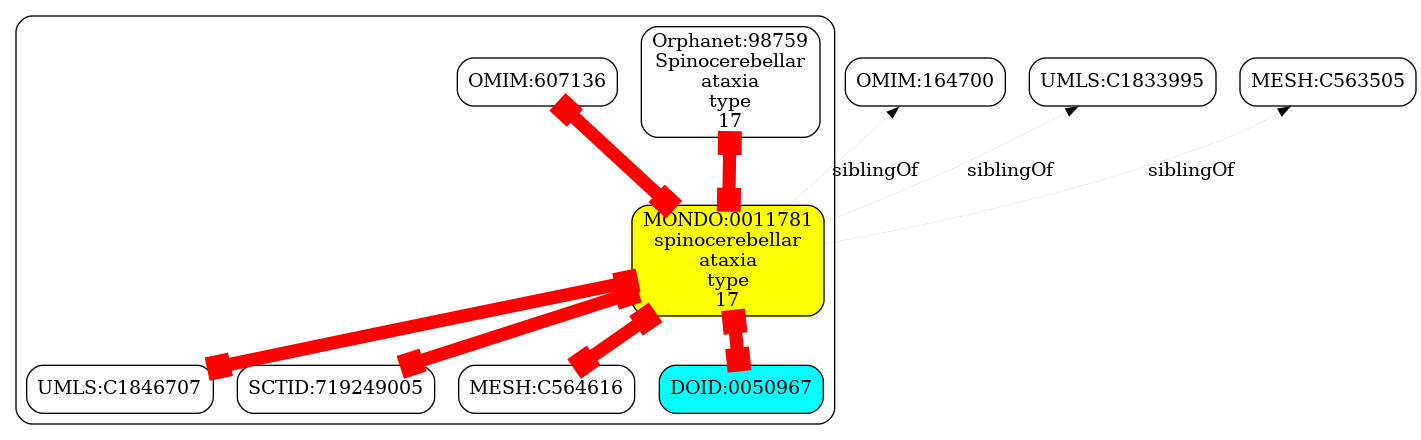 Orphanet:98759
Spinocerebellar
ataxia
type
17
OMIM:607136
OMIM:164700
UMLS:C1833995
MESH:C563505
siblingOf
siblingOf
siblingOf
MONDO:0011781
spinocerebellar
ataxia
type
17
UMLS:C1846707
SCTID:719249005
MESH:C564616
DOID:0050967